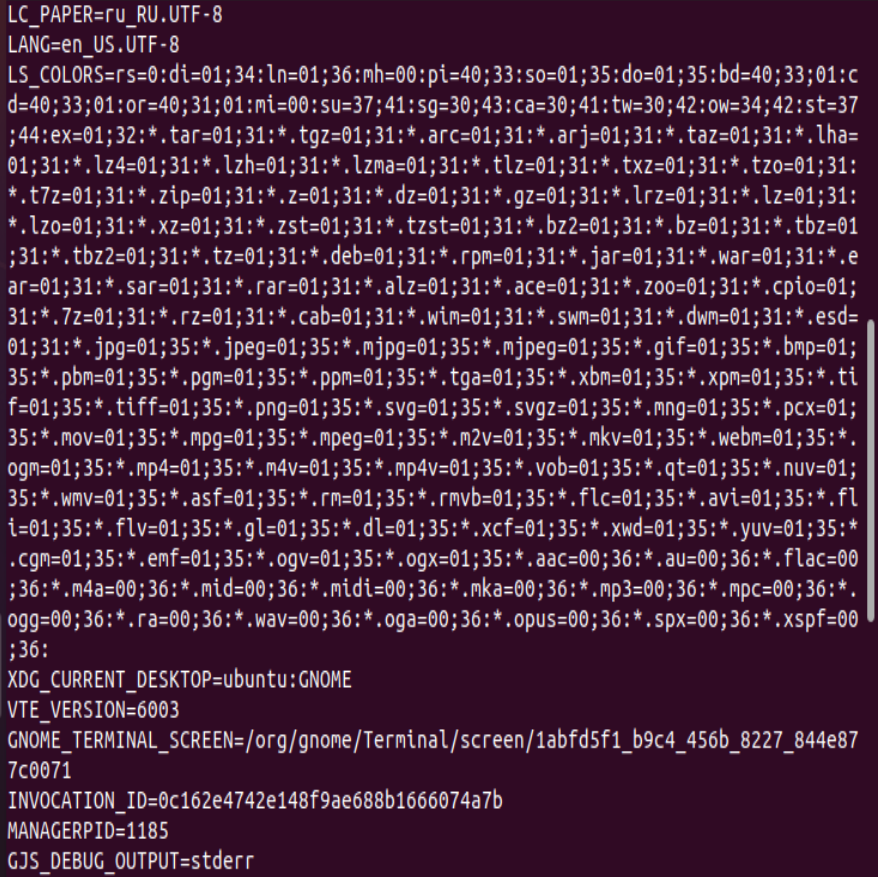 LC_PAPER=ru_RU.UTF-8
LANG=en_US.UTF-8
LS_COLORS=rs=0:di=01;34:ln=01;36:mh=00:pi=40;33:so=01;35:do=01;35:bd=40;33;01:c
d=40;33;01:or=40;31;01:mi=00:su=37;41:sg=30;43:ca=30;41:tw=30;42:ow=34;42:st=37
;44:ex=01;32:*.tar=01;31:*.tgz=01;31:*.arc=01;31:*.arj=01;31:*.taz=01;31:*.lha=
01;31:*.lz4=01;31:*.lzh=01;31:*.lzma=01;31:*.tlz=01;31:*.txz=01;31:*.tzo=01;31:
*.t7z=01;31:*.zip=01;31:*.z=01;31:*.dz=01;31:*.gz=01;31:*.lrz=01;31:*.lz=01;31:
*.lzo=01;31:*.xz=01;31:*.zst=01;31:*.tzst=01;31:*.bz2=01;31:*.bz=01;31:*.tbz=01
;31:*.tbz2=01;31:*.tz=01;31:*.deb=01;31:*.rpm=01;31:*.jar=01;31:*.war=01;31:*.e
ar=01;31:*.sar=01;31:*.rar=01;31:*.alz=01;31:*.ace=01;31:*.zoo=01;31:*.cpio=01;
31:*.7z=01;31:*.rz=01;31:*.cab=01;31:*.wim=01;31:*.swm=01;31:*.dwm=01;31:*.esd=
01;31:*.jpg=01;35:*.jpeg=01;35:*.mjpg=01;35:*.mjpeg=01;35:*.gif=01;35:*.bmp=01;
35:*.pbm=01;35:*.pgm=01;35:*.ppm=01;35:*.tga=01;35:*.xbm=01;35:*.xpm=01;35:*.ti
f=01;35:*.tiff=01;35:*.png=01;35:*.svg=01;35:*.svgz=01;35:*.mng=01;35:*.pcx=01;
35:*.mov=01;35:*.mpg=01;35:*.mpeg=01;35:*.m2v=01;35:*.mkv=01;35:*.webm=01;35:*.
ogm=01;35:*.mp4=01;35:*.m4v=01;35:*.mp4v=01;35:*.vob=01;35:*.qt=01;35:*.nuv=01;
35:*.wmv=01;35:*.asf=01;35:*.rm=01;35:*.rmvb=01;35:*.flc=01;35:*.avi=01;35:*.fl
i=01;35:*.flv=01;35:*.gl=01;35:*.dl=01;35:*.xcf=01;35:*.xwd=01;35:*.yuv=01;35:*
.cgm=01;35:*.emf=01;35:*.ogv=01;35:*.ogx=01;35:*.aac=00;36:*.au=00;36:*.flac=00
;36:*.m4a=00;36:*.mid=00;36:*.midi=00;36:*.mka=00;36:*.mp3=00;36:*.mpc=00;36:*.
ogg=00;36:*.ra=00;36:*.wav=00;36:*.oga=00;36:*.opus=00;36:*.spx=00;36:*.xspf=00
;36:
XDG_CURRENT_DESKTOP=ubuntu:GNOME
VTE_VERSION=6003
GNOME_TERMINAL_SCREEN=/org/gnome/Terminal/screen/1abfd5f1_b9c4_456b_8227_844e87
7c0071
INVOCATION_ID=0c162e4742e148f9ae688b1666074a7b
MANAGERPID=1185
GJS_DEBUG_OUTPUT=stderr